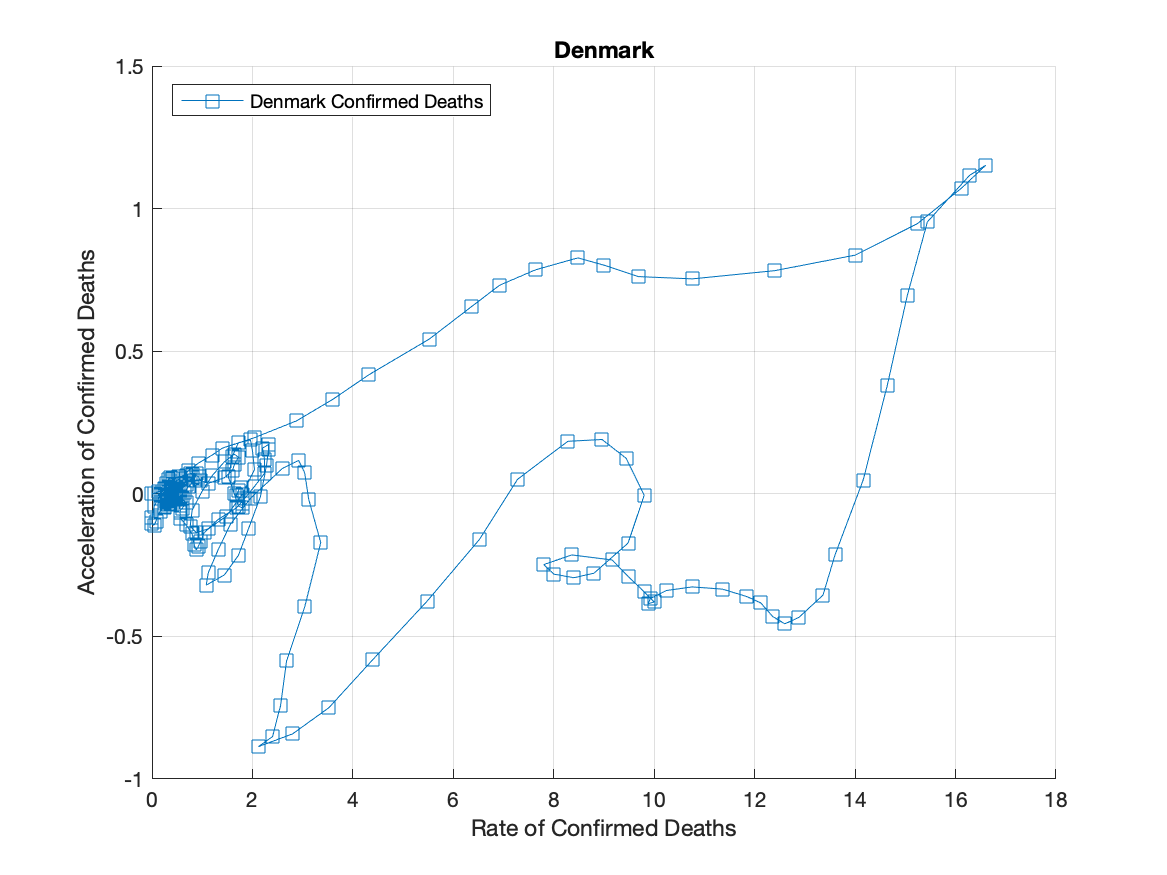 Denmark
Denmark Confirmed Deaths
1.5
1
0.5
0
-0.5
-1
Acceleration of Confirmed Deaths
0 2 4 6 8 10 12 14 16 18
Rate of Confirmed Deaths